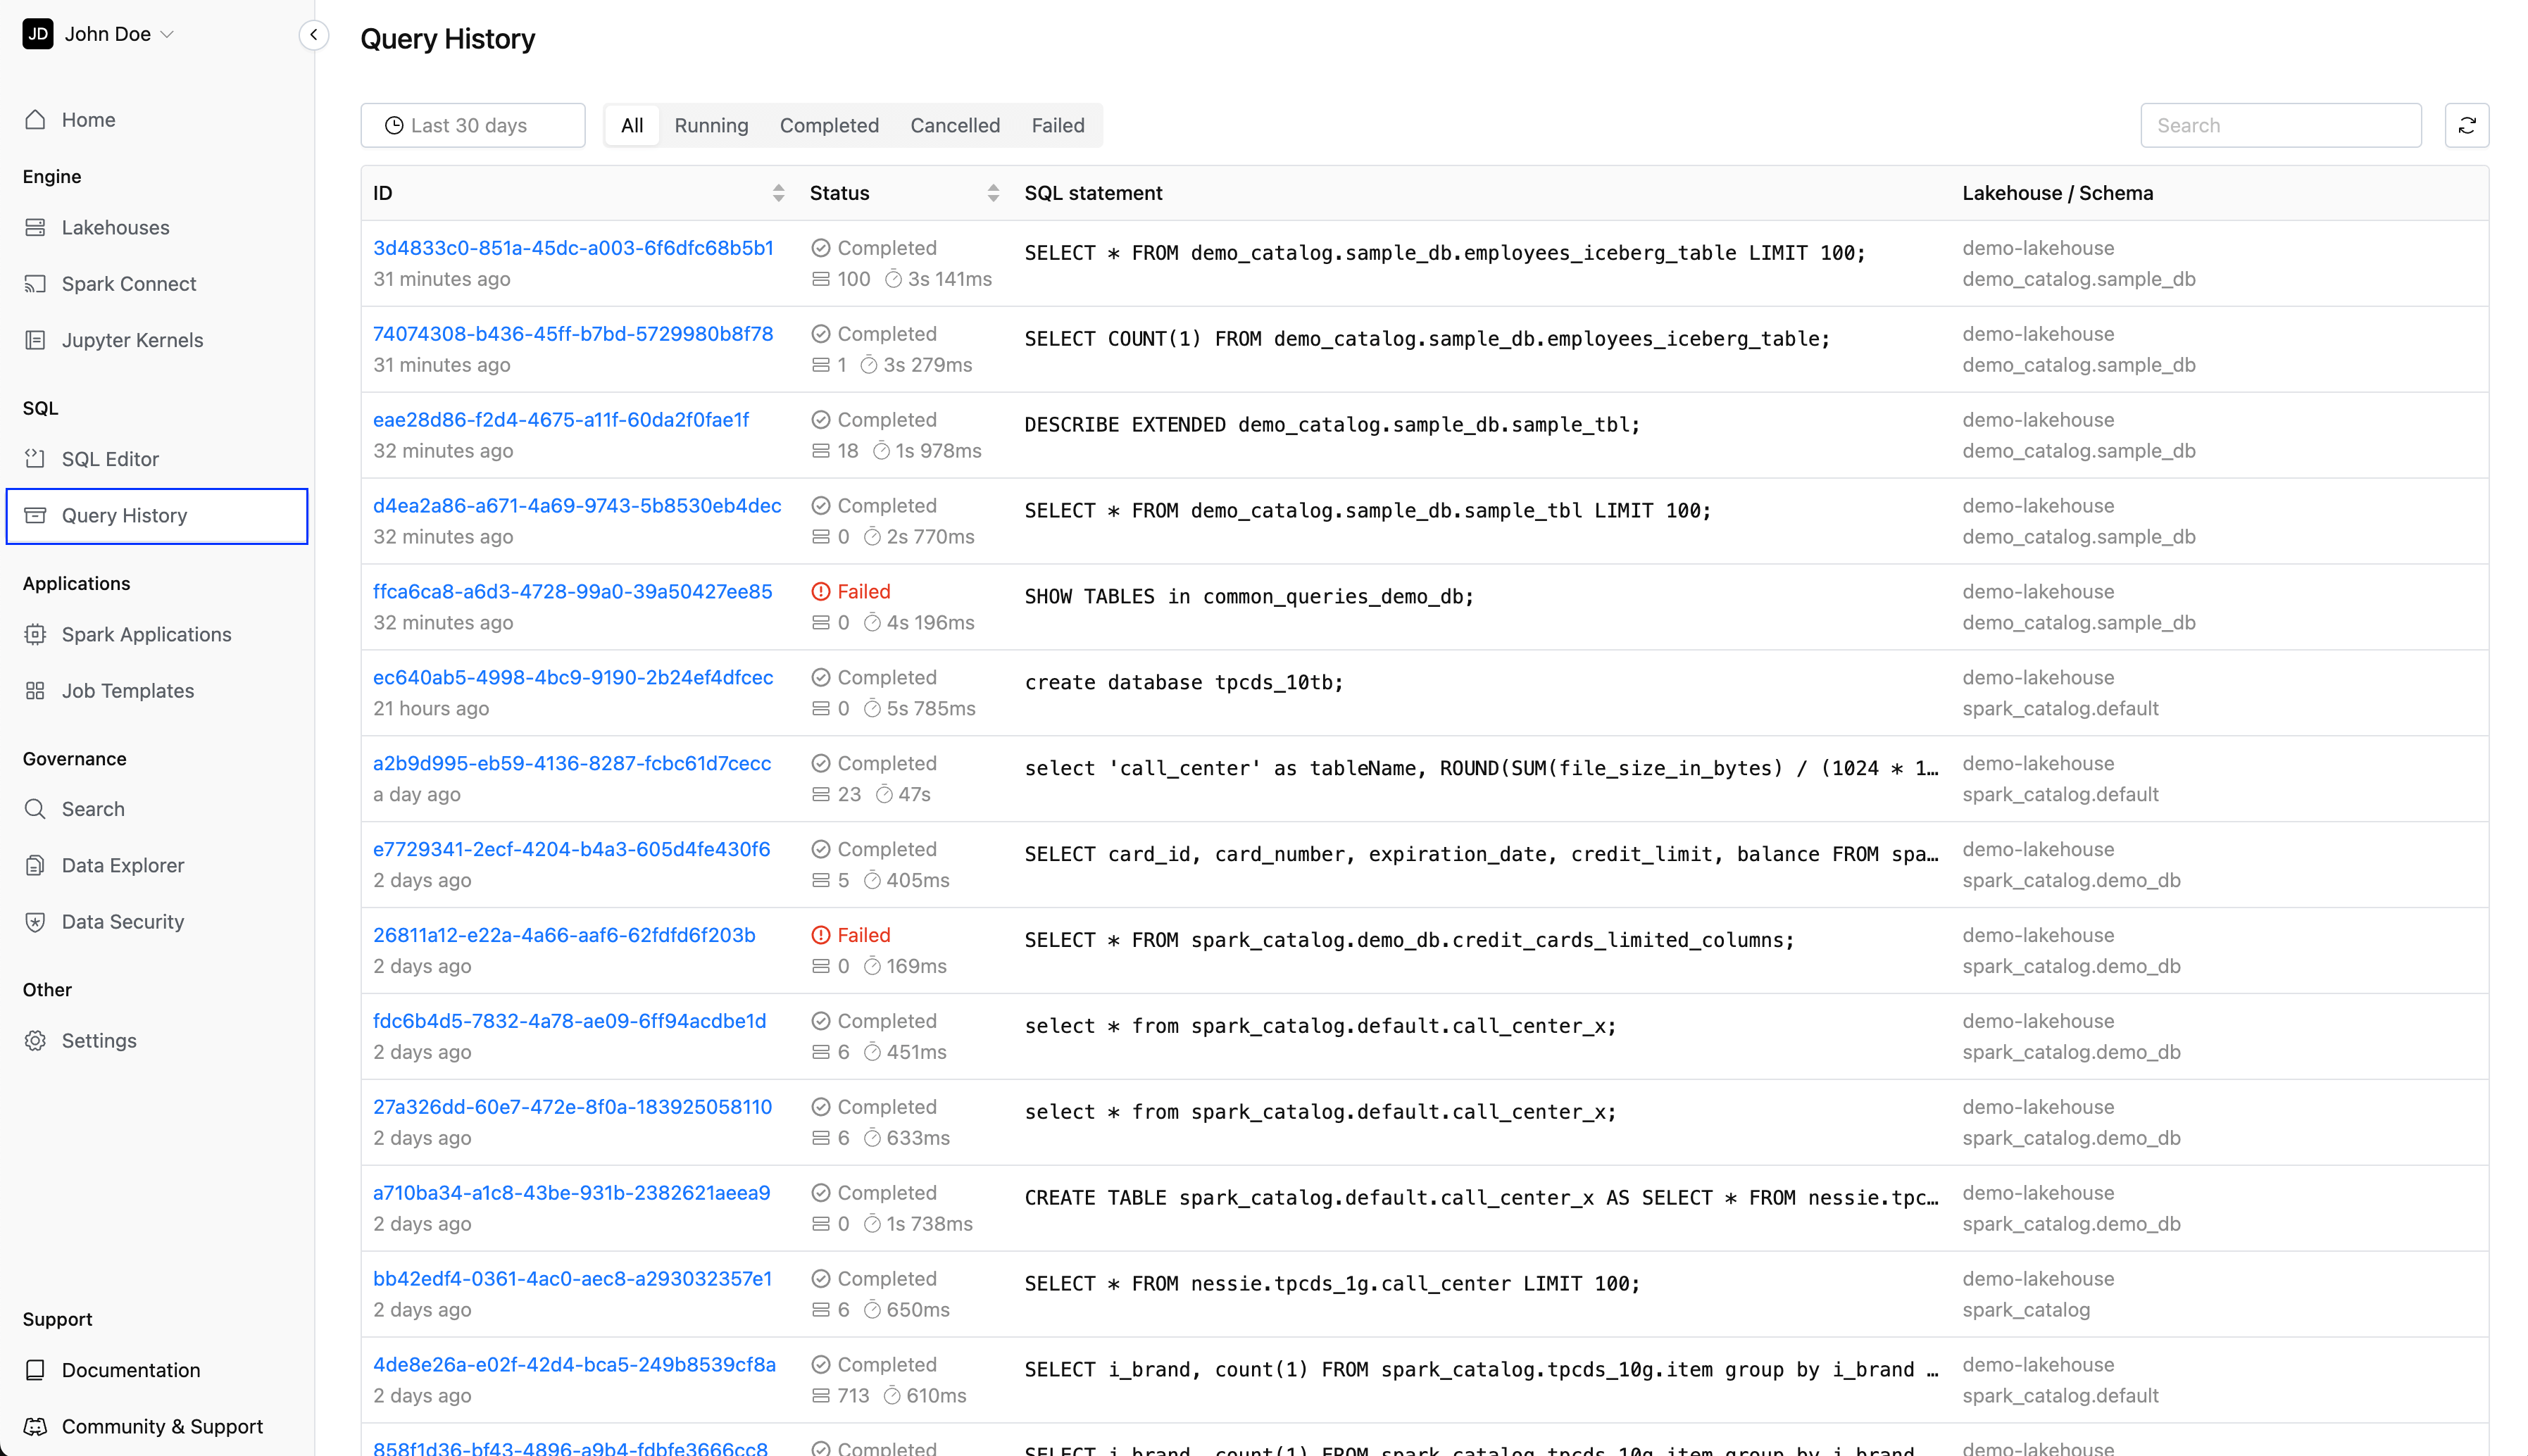 JD John Doe
Home
Engine
Lakehouses
Spark Connect
Jupyter Kernels
SQL
SQL Editor
Query History
Applications
Spark Applications
Job Templates
Governance
Search
Data Explorer
Data Security
Other
Settings
Support
Documentation
Community & Support
Query History
Last 30 days All Running Completed Cancelled Failed Search
ID Status SQL statement Lakehouse / Schema
3d4833c0-851a-45dc-a003-6f6dfc68b5b1 Completed SELECT * FROM demo_catalog.sample_db.employees_iceberg_table LIMIT 100; demo-lakehouse
31 minutes ago 100 3s 141ms demo_catalog.sample_db
74074308-b436-45ff-b7bd-5729980b8f78 Completed SELECT COUNT(1) FROM demo_catalog.sample_db.employees_iceberg_table; demo-lakehouse
31 minutes ago 1 3s 279ms demo_catalog.sample_db
eae28d86-f2d4-4675-a11f-60da2f0fae1f Completed DESCRIBE EXTENDED demo_catalog.sample_db.sample_tbl; demo-lakehouse
32 minutes ago 18 1s 978ms demo_catalog.sample_db
d4ea2a86-a671-4a69-9743-5b8530eb4dec Completed SELECT * FROM demo_catalog.sample_db.sample_tbl LIMIT 100; demo-lakehouse
32 minutes ago 0 2s 770ms demo_catalog.sample_db
ffca6ca8-a6d3-4728-99a0-39a50427ee85 Failed SHOW TABLES in common_queries_demo_db; demo-lakehouse
32 minutes ago 0 4s 196ms demo_catalog.sample_db
ec640ab5-4998-4bc9-9190-2b24ef4dfcec Completed create database tpcds_10tb; demo-lakehouse
21 hours ago 0 5s 785ms spark_catalog.default
a2b9d995-eb59-4136-8287-fcbc61d7cecc Completed select 'call_center' as tableName, ROUND(SUM(file_size_in_bytes) / (1024 * 1… demo-lakehouse
a day ago 23 47s spark_catalog.default
e7729341-2ecf-4204-b4a3-605d4fe430f6 Completed SELECT card_id, card_number, expiration_date, credit_limit, balance FROM spa… demo-lakehouse
2 days ago 5 405ms spark_catalog.demo_db
26811a12-e22a-4a66-aaf6-62fdfd6f203b Failed SELECT * FROM spark_catalog.demo_db.credit_cards_limited_columns; demo-lakehouse
2 days ago 0 169ms spark_catalog.demo_db
fdc6b4d5-7832-4a78-ae09-6ff94acdbe1d Completed select * from spark_catalog.default.call_center_x; demo-lakehouse
2 days ago 6 451ms spark_catalog.demo_db
27a326dd-60e7-472e-8f0a-183925058110 Completed select * from spark_catalog.default.call_center_x; demo-lakehouse
2 days ago 6 633ms spark_catalog.demo_db
a710ba34-a1c8-43be-931b-2382621aeea9 Completed CREATE TABLE spark_catalog.default.call_center_x AS SELECT * FROM nessie.tpc… demo-lakehouse
2 days ago 0 1s 738ms spark_catalog.demo_db
bb42edf4-0361-4ac0-aec8-a293032357e1 Completed SELECT * FROM nessie.tpcds_1g.call_center LIMIT 100; demo-lakehouse
2 days ago 6 650ms spark_catalog
4de8e26a-e02f-42d4-bca5-249b8539cf8a Completed SELECT i_brand, count(1) FROM spark_catalog.tpcds_10g.item group by i_brand … demo-lakehouse
2 days ago 713 610ms spark_catalog.default
858f1d36-bf43-4896-a9b4-fdbfe3666cc8 Completed SELECT i_brand, count(1) FROM spark_catalog.tpcds_10g.item group by i_brand demo-lakehouse